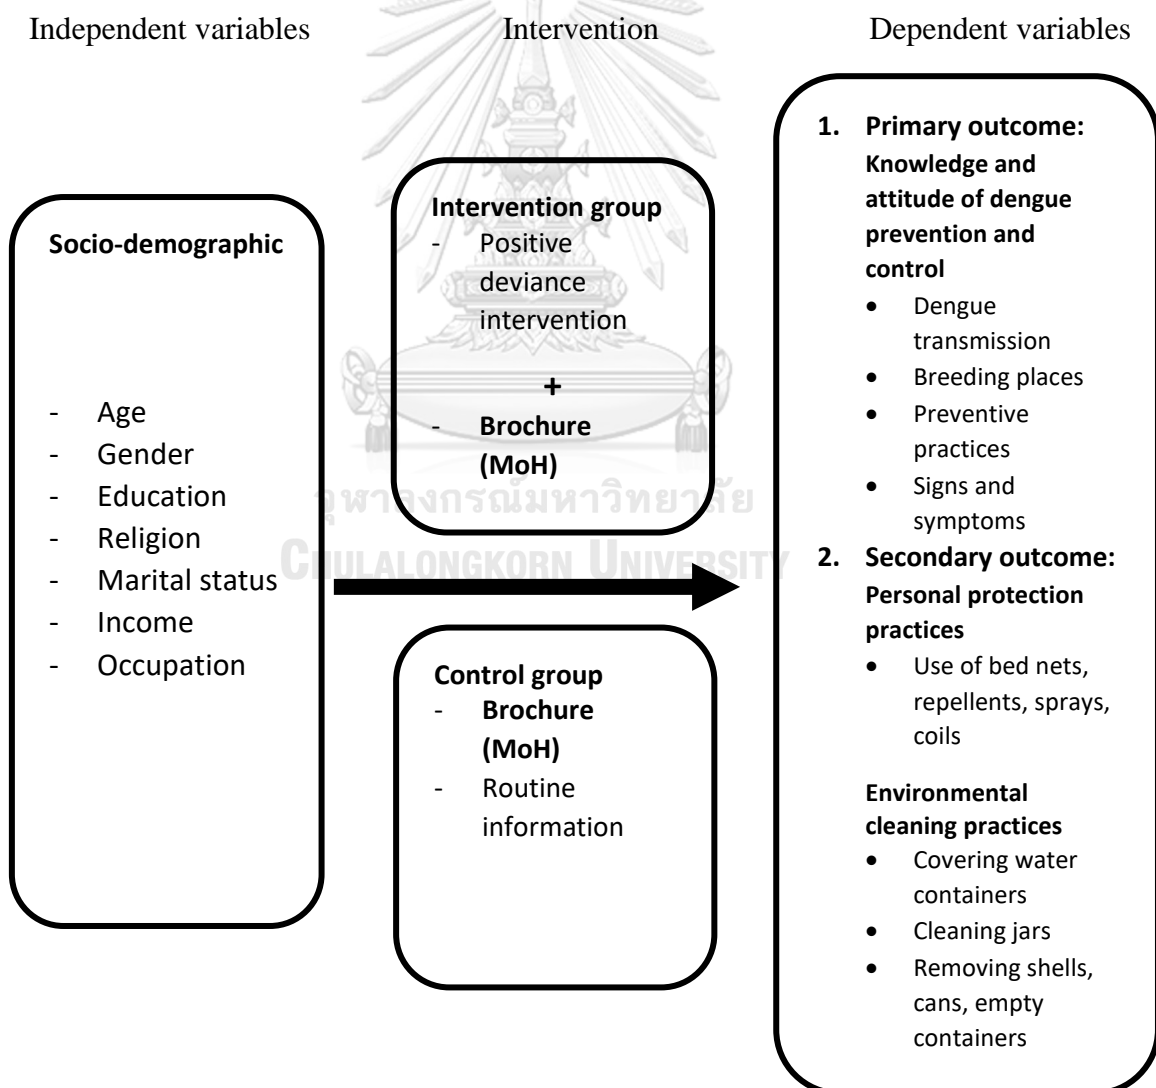 Independent variables
Intervention
Dependent variables
Socio-demographic
- Age
- Gender
- Education
- Religion
- Marital status
- Income
- Occupation
Intervention group
- Positive
deviance
intervention
+
- Brochure
(MoH)
Control group
- Brochure
(MoH)
- Routine
information
1. Primary outcome:
Knowledge and
attitude of dengue
prevention and
control
• Dengue
transmission
• Breeding places
• Preventive
practices
• Signs and
symptoms
2. Secondary outcome:
Personal protection
practices
• Use of bed nets,
repellents, sprays,
coils
Environmental
cleaning practices
• Covering water
containers
• Cleaning jars
• Removing shells,
cans, empty
containers
จุฬาลงกรณ์มหาวิทยาลัย
CHULALONGKORN UNIVERSITY